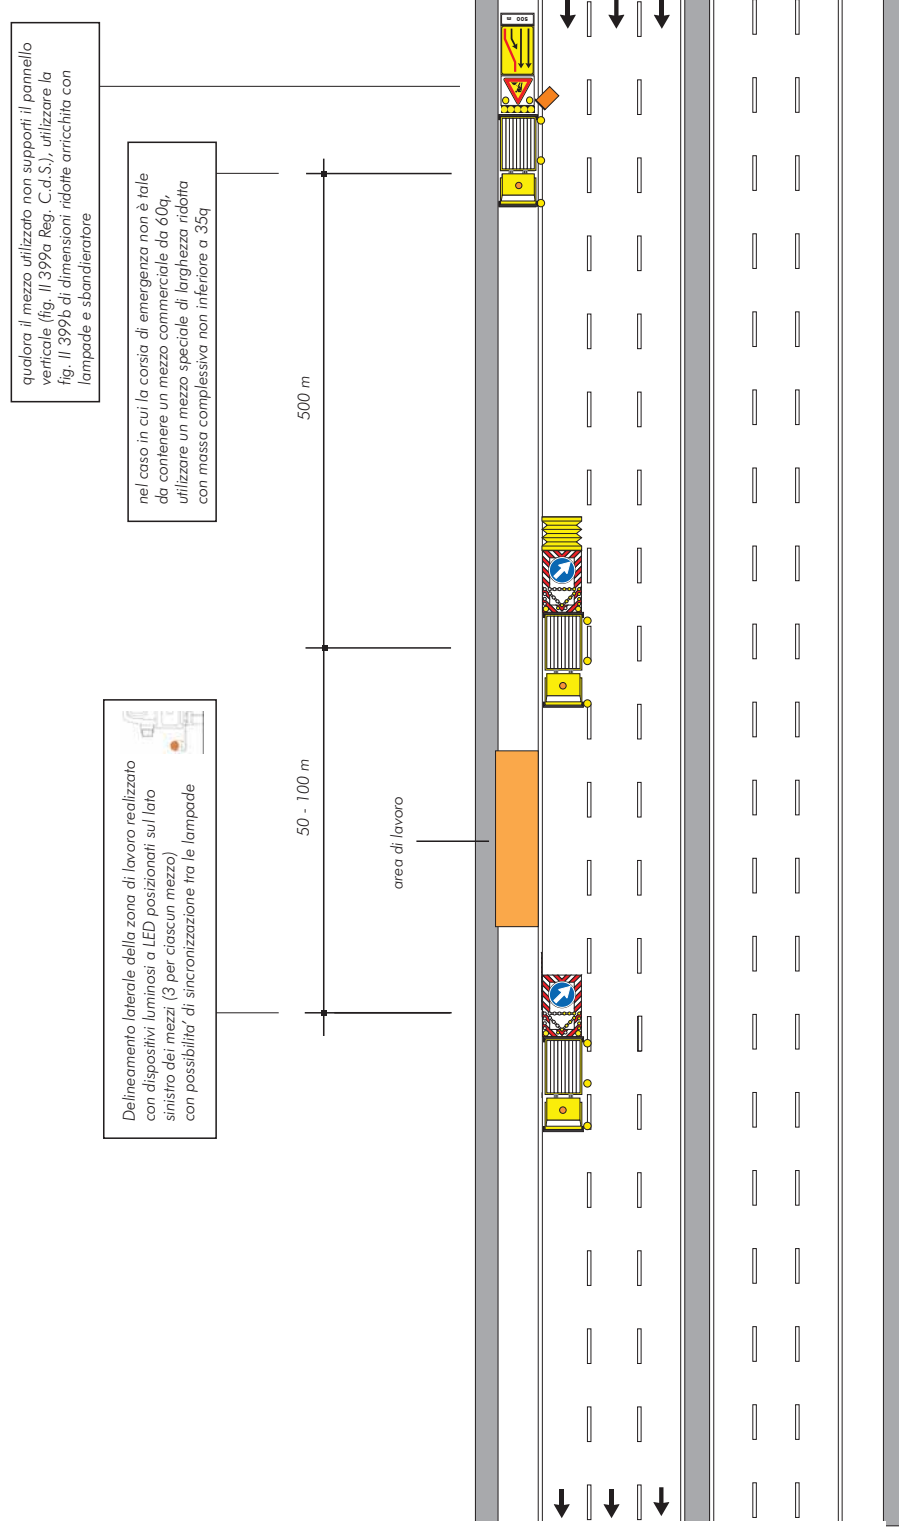 qualora il mezzo utilizzato non supporti il pannello
verticale (fig. II 399a Reg. C.d.S.), utilizzare la
fig. II 399b di dimensioni ridotte arricchita con
lampade e sbandieratore
nel caso in cui la corsia di emergenza non è tale
da contenere un mezzo commerciale da 60q,
utilizzare un mezzo speciale di larghezza ridotta
con massa complessiva non inferiore a 35q
Delineamento laterale della zona di lavoro realizzato
con dispositivi luminosi a LED posizionati sul lato
sinistro dei mezzi (3 per ciascun mezzo)
con possibilita' di sincronizzazione tra le lampade
500 m
50 - 100 m
area di lavoro
500 m